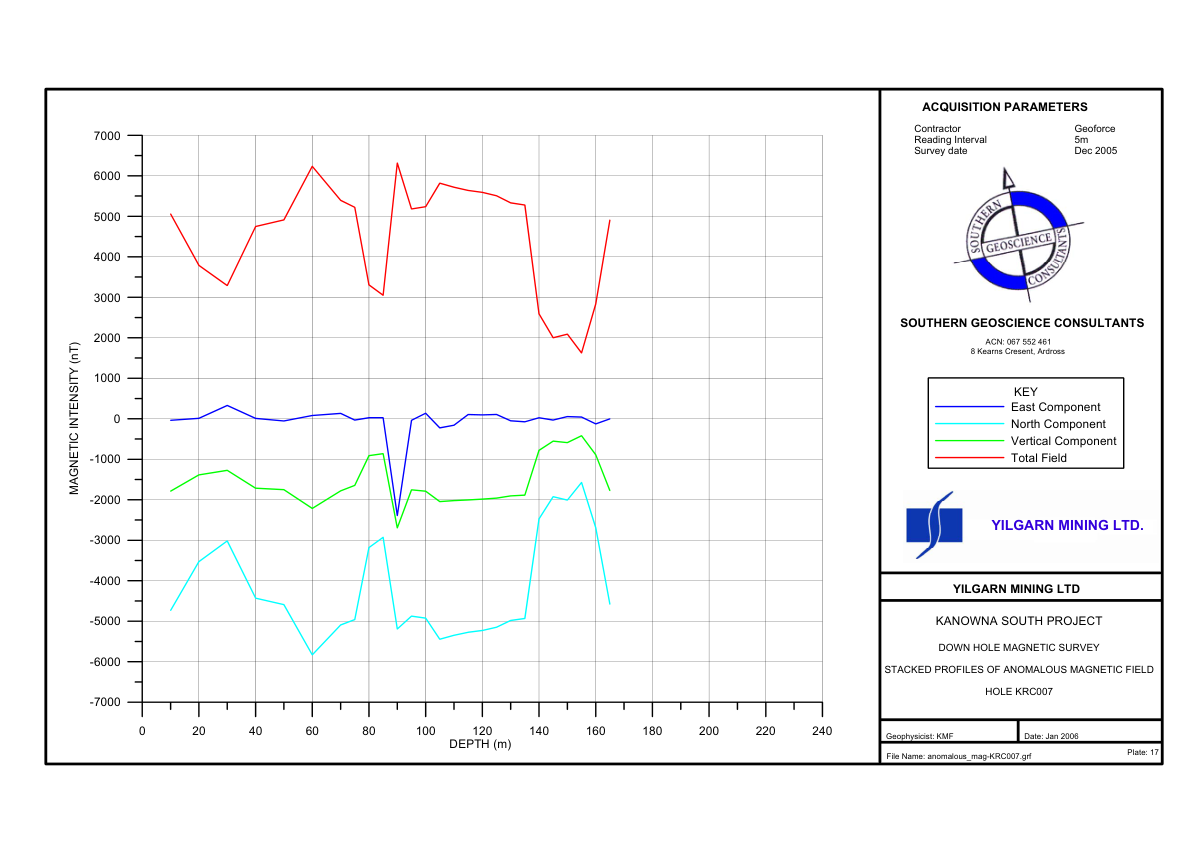 7000
6000
5000
4000
3000
2000
1000
0
-1000
-2000
-3000
-4000
-5000
-6000
-7000
MAGNETIC INTENSITY (nT)
0 20 40 60 80 100 120 140 160 180 200 220 240
DEPTH (m)
ACQUISITION PARAMETERS
Contractor Geoforce
Reading Interval 5m
Survey date Dec 2005
SOUTHERN
GEOSCIENCE
CONSULTANTS
SOUTHERN GEOSCIENCE CONSULTANTS
ACN: 067 552 461
8 Kearns Cresent, Ardross
KEY
East Component
North Component
Vertical Component
Total Field
YILGARN MINING LTD.
YILGARN MINING LTD
KANOWNA SOUTH PROJECT
DOWN HOLE MAGNETIC SURVEY
STACKED PROFILES OF ANOMALOUS MAGNETIC FIELD
HOLE KRC007
Geophysicist: KMF Date: Jan 2006
File Name: anomalous_mag-KRC007.grf Plate: 17